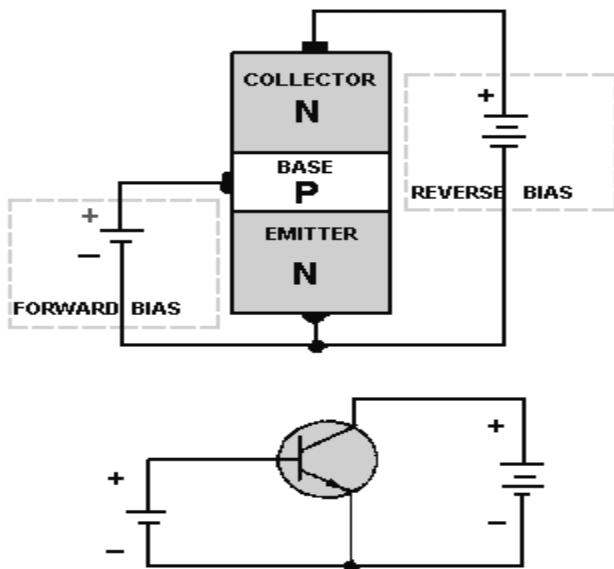 COLLECTOR
N
+
BASE
P
REVERSE BIAS
+
−
EMITTER
N
FORWARD BIAS
+
+
−
−